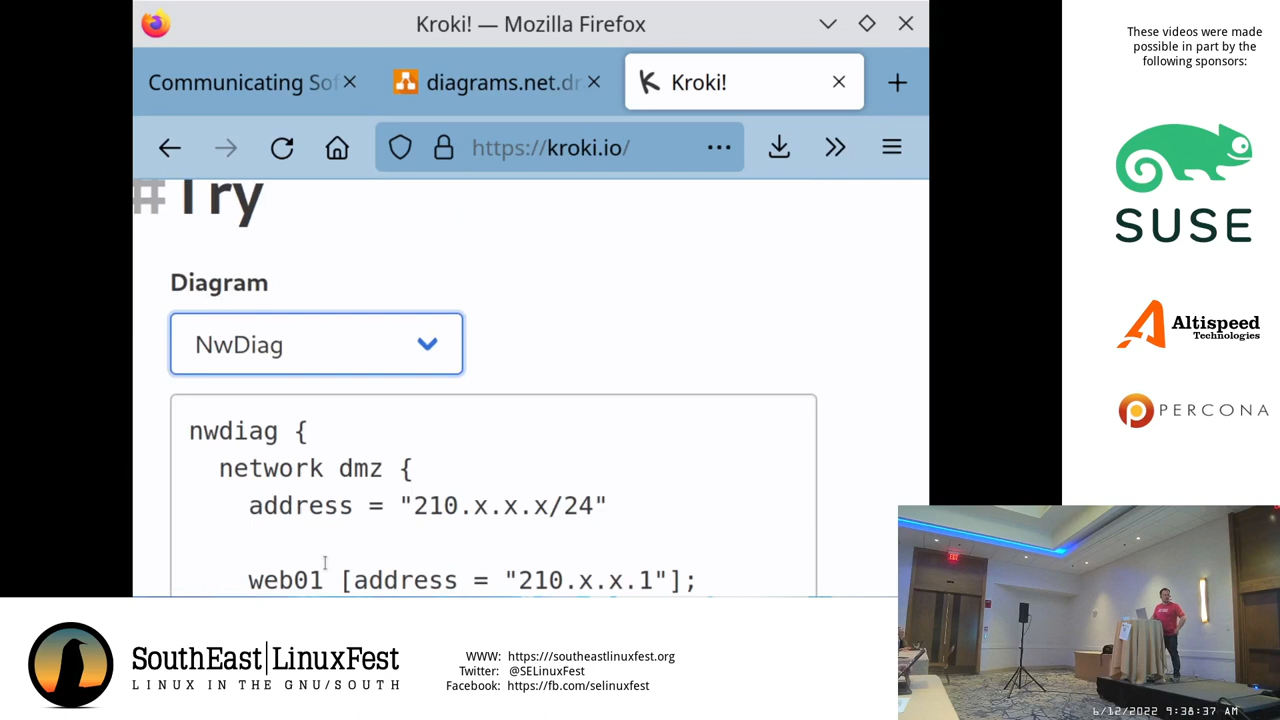 Kroki! — Mozilla Firefox
Communicating Sof
diagrams.net.dr
Kroki!
https://kroki.io/
#Try
Diagram
NwDiag
nwdiag {
network dmz {
address = "210.x.x.x/24"
web01 [address = "210.x.x.1"];
These videos were made
possible in part by the
following sponsors:
SUSE
Altispeed
Technologies
PERCONA
SouthEast LinuxFest
LINUX IN THE GNU/SOUTH
WWW: https:///southeastlinuxfest.org
Twitter: @SELinuxFest
Facebook: https://fb.com/selinuxfest
6/12/2022 9:38:37 AM